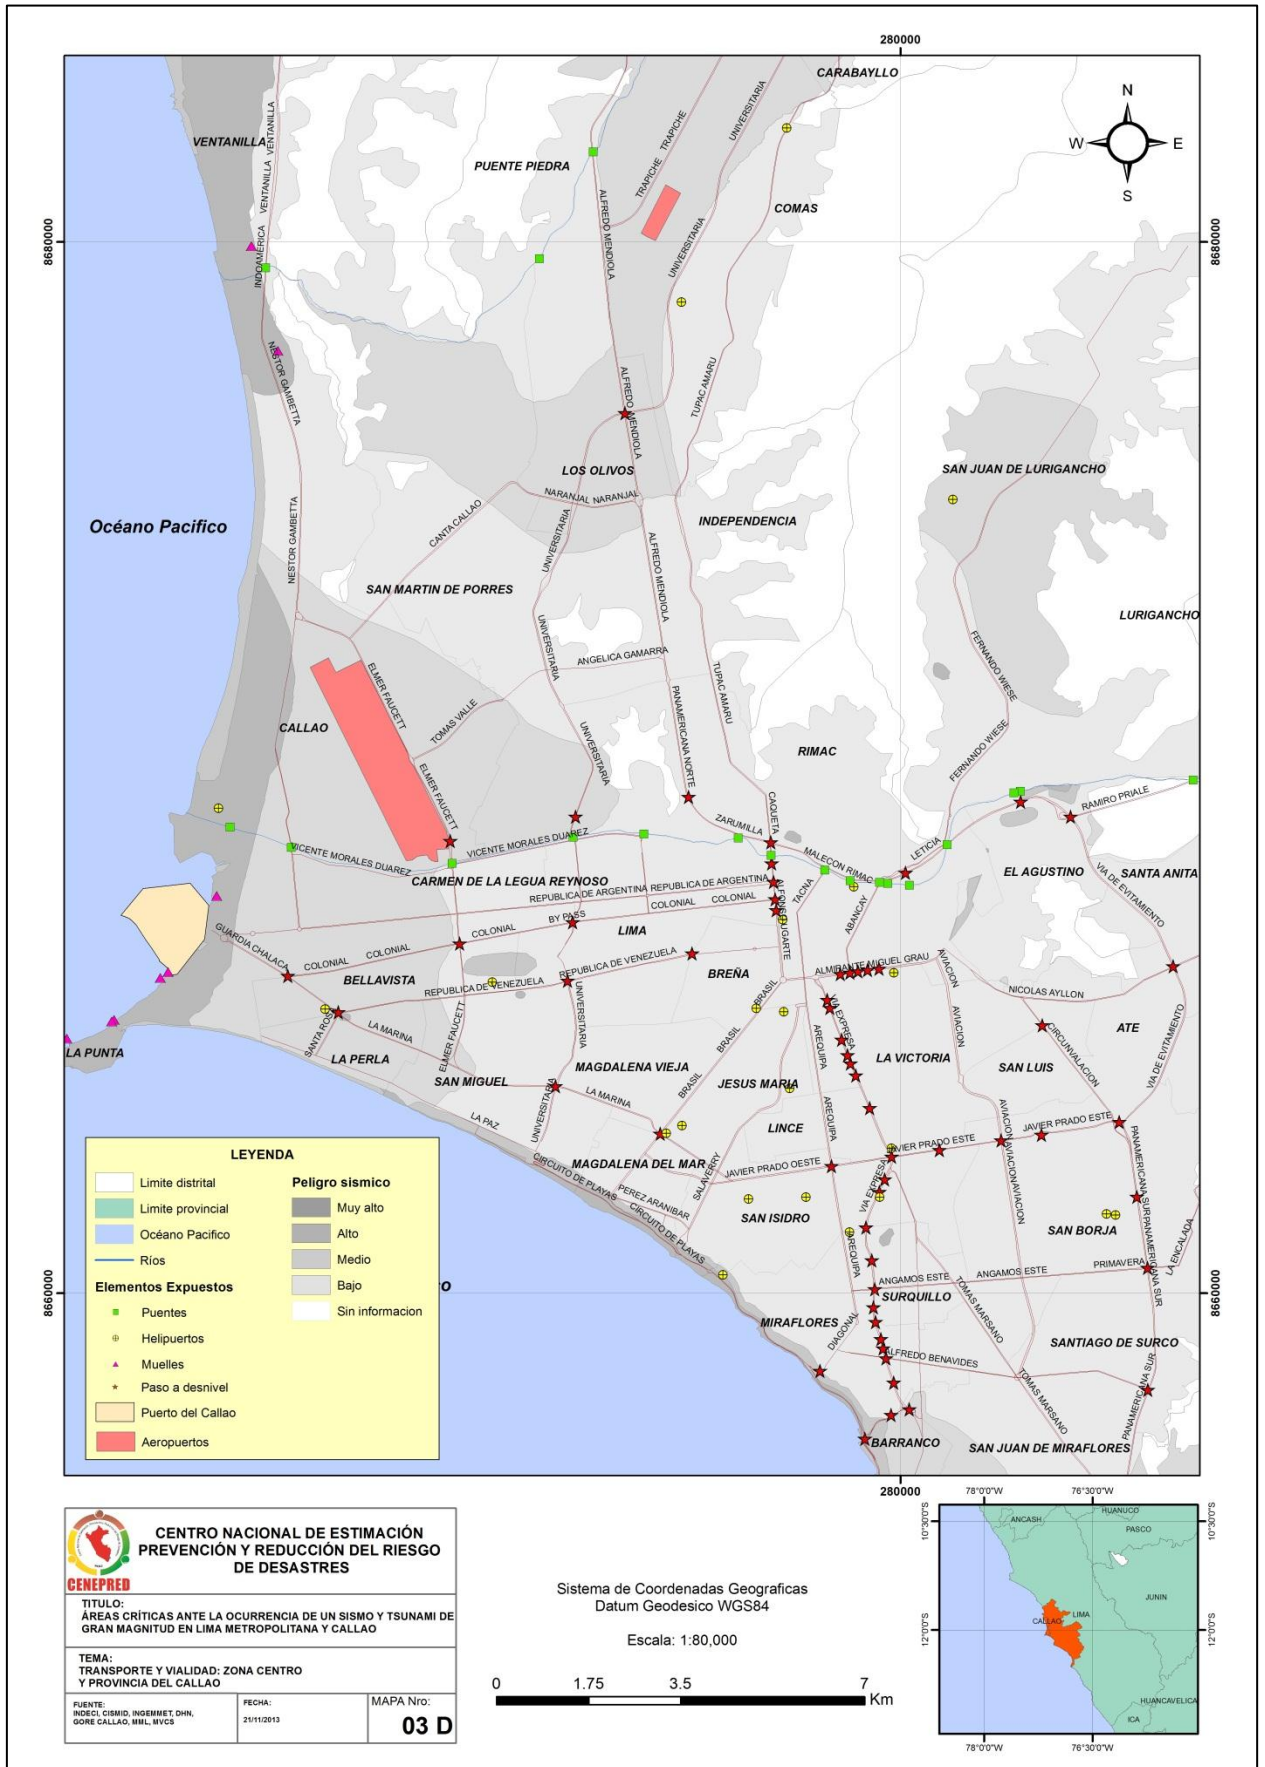 280000
CARABAYLLO
N
W
E
S
VENTANILLA
VENTANILLA VENTANILLA
UNIVERSITARIA
PUENTE PIEDRA
TRAPICHE TRAPICHE
COMAS
ALFREDO MENDIOLA
8680000
8680000
INDOAMERICA
UNIVERSITARIA
NESTOR GAMBETTA
TUPAC AMARU
ALFREDO MENDIOLA
LOS OLIVOS
SAN JUAN DE LURIGANCHO
NARANJAL NARANJAL
Océano Pacifico
CANTA CALLAO
NESTOR GAMBETTA
UNIVERSITARIA
INDEPENDENCIA
ALFREDO MENDIOLA
SAN MARTIN DE PORRES
LURIGANCHO
UNIVERSITARIA
ANGELICA GAMARRA
FERNANDO WIESE
ELMER FAUCETT
TUPAC AMARU
PANAMERICANA NORTE
CALLAO
TOMAS VALLE
UNIVERSITARIA
RIMAC
FERNANDO WIESE
ELMER FAUCETT
CAQUETA
RAMIRO PRIALE
ZARUMILLA
VICENTE MORALES DUAREZ
VICENTE MORALES DUAREZ
MALECON RIMAC
LETICIA
EL AGUSTINO
SANTA ANITA
CARMEN DE LA LEGUA REYNOSO
VIA DE EVITAMIENTO
REPUBLICA DE ARGENTINA REPUBLICA DE ARGENTINA
TACNA
COLONIAL
COLONIAL
ALFONSO UGARTE
ABANCAY
BY PASS
GUARDIA CHALACA
COLONIAL
COLONIAL
COLONIAL
LIMA
BELLAVISTA
REPUBLICA DE VENEZUELA
REPUBLICA DE VENEZUELA
BREÑA
ALMIRANTE MIGUEL GRAU
AVIACION
NICOLAS AYLLON
BRASIL
SANTA ROSA
LA MARINA
ELMER FAUCETT
UNIVERSITARIA
BRASIL
AREQUIPA
VIA EXPRESA
AVIACION
ATE
CIRCUNVALACION
VIA DE EVITAMIENTO
LA PUNTA
LA PERLA
LA VICTORIA
SAN LUIS
SAN MIGUEL
MAGDALENA VIEJA
BRASIL
JESUS MARIA
LA MARINA
UNIVERSITARIA
AREQUIPA
LA PAZ
LINCE
AVIACION AVIACION AVIACION
JAVIER PRADO ESTE
JAVIER PRADO ESTE
MAGDALENA DEL MAR
JAVIER PRADO OESTE
CIRCUITO DE PLAYAS
SALAVERRY
PEREZ ARANIBAR
CIRCUITO DE PLAYAS
VIA EXPRESA
PANAMERICANA SUR PANAMERICANA SUR
SAN ISIDRO
SAN BORJA
AREQUIPA
LA ENCALADA
PRIMAVERA
ANGAMOS ESTE
ANGAMOS ESTE
o
SURQUILLO
TOMAS MARSANO
8660000
8660000
MIRAFLORES
DIAGONAL
SANTIAGO DE SURCO
ALFREDO BENAVIDES
TOMAS MARSANO
PANAMERICANA SUR
BARRANCO
SAN JUAN DE MIRAFLORES
280000
LEYENDA
Limite distrital
Limite provincial
Océano Pacifico
Ríos
Elementos Expuestos
Puentes
Helipuertos
Muelles
Paso a desnivel
Puerto del Callao
Aeropuertos
Peligro sismico
Muy alto
Alto
Medio
Bajo
Sin informacion
CENEPRED
CENTRO NACIONAL DE ESTIMACIÓN
PREVENCIÓN Y REDUCCIÓN DEL RIESGO
DE DESASTRES
TITULO:
ÁREAS CRÍTICAS ANTE LA OCURRENCIA DE UN SISMO Y TSUNAMI DE
GRAN MAGNITUD EN LIMA METROPOLITANA Y CALLAO
TEMA:
TRANSPORTE Y VIALIDAD: ZONA CENTRO
Y PROVINCIA DEL CALLAO
FUENTE:
INDECI, CISMID, INGEMMET, DHN,
GORE CALLAO, MML, MVCS
FECHA:
21/11/2013
MAPA Nro:
03 D
Sistema de Coordenadas Geograficas
Datum Geodesico WGS84
Escala: 1:80,000
0 1.75 3.5 7
Km
78°0'0"W 76°30'0"W
10°30'0"S
10°30'0"S
HUANUCO
ANCASH
PASCO
JUNIN
LIMA
CALLAO
12°0'0"S
12°0'0"S
HUANCAVELICA
ICA
78°0'0"W 76°30'0"W